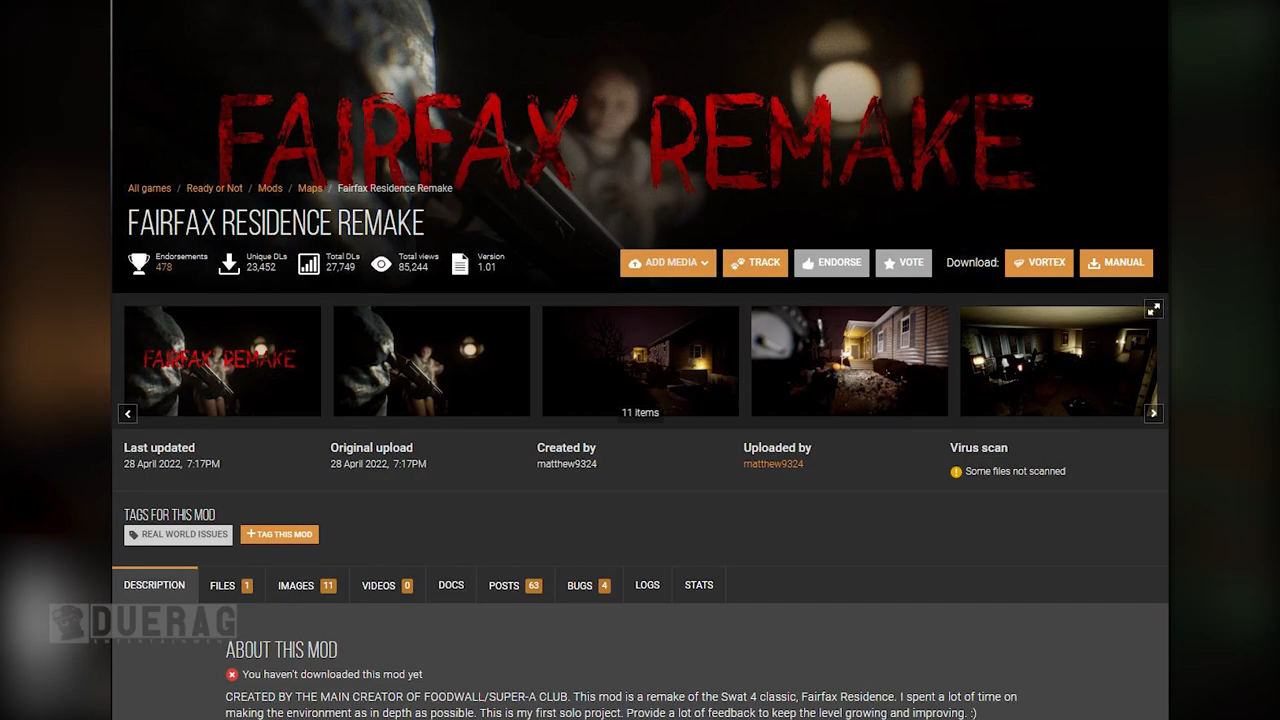 FAIRFAX REMAKE
All games / Ready or Not / Mods / Maps / Fairfax Residence Remake
FAIRFAX RESIDENCE REMAKE
Endorsements 478
Unique DLs 23,452
Total DLs 27,749
Total views 85,244
Version 1.01
ADD MEDIA
TRACK
ENDORSE
VOTE
Download:
VORTEX
MANUAL
FAIRFAX REMAKE
11 items
Last updated
28 April 2022, 7:17PM
Original upload
28 April 2022, 7:17PM
Created by
matthew9324
Uploaded by
matthew9324
Virus scan
Some files not scanned
TAGS FOR THIS MOD
REAL WORLD ISSUES
+ TAG THIS MOD
DESCRIPTION FILES 1 IMAGES 11 VIDEOS 0 DOCS POSTS 63 BUGS 4 LOGS STATS
DUERAG
ENTERTAINMENT
ABOUT THIS MOD
You haven't downloaded this mod yet
CREATED BY THE MAIN CREATOR OF FOODWALL/SUPER-A CLUB. This mod is a remake of the Swat 4 classic, Fairfax Residence. I spent a lot of time on
making the environment as in depth as possible. This is my first solo project. Provide a lot of feedback to keep the level growing and improving. :)